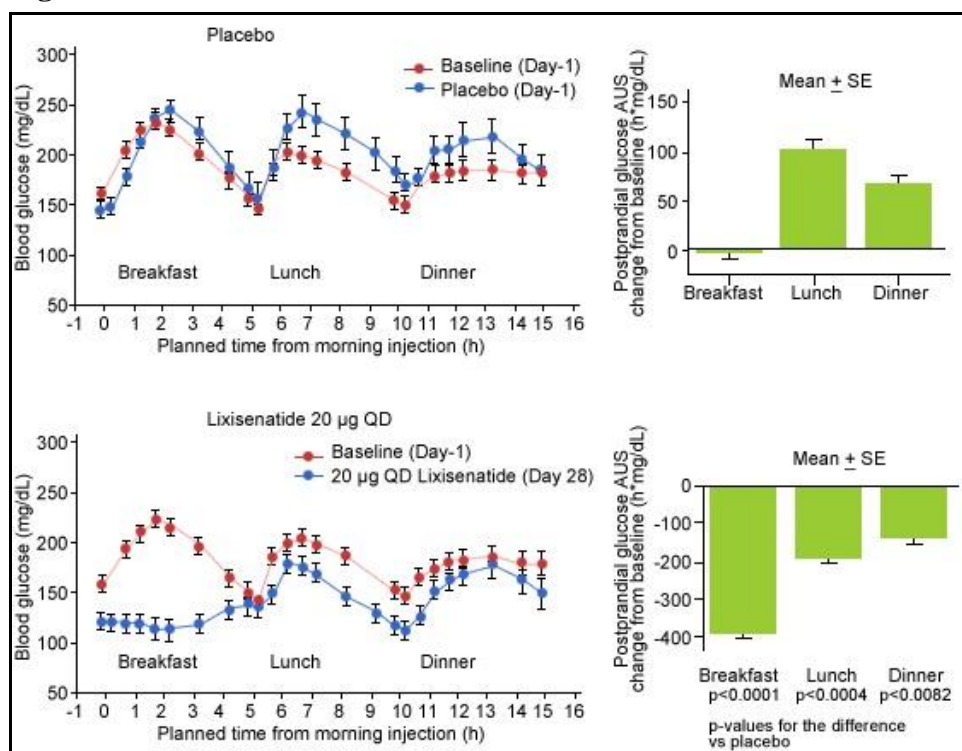 Placebo
Baseline (Day-1)
Placebo (Day-1)
Blood glucose (mg/dL)
300
250
200
150
100
50
Breakfast
Lunch
Dinner
-1 0 1 2 3 4 5 6 7 8 9 10 11 12 13 14 15 16
Planned time from morning injection (h)
Mean ± SE
Postprandial glucose AUS
change from baseline (h*mg/dL)
150
100
50
0
Breakfast
Lunch
Dinner
Lixisenatide 20 µg QD
Baseline (Day-1)
20 µg QD Lixisenatide (Day 28)
Blood glucose (mg/dL)
300
250
200
150
100
50
Breakfast
Lunch
Dinner
-1 0 1 2 3 4 5 6 7 8 9 10 11 12 13 14 15 16
Planned time from morning injection (h)
Mean ± SE
Postprandial glucose AUS
change from baseline (h*mg/dL)
0
-100
-200
-300
-400
Breakfast Lunch Dinner
p<0.0001 p<0.0004 p<0.0082
p-values for the difference
vs placebo